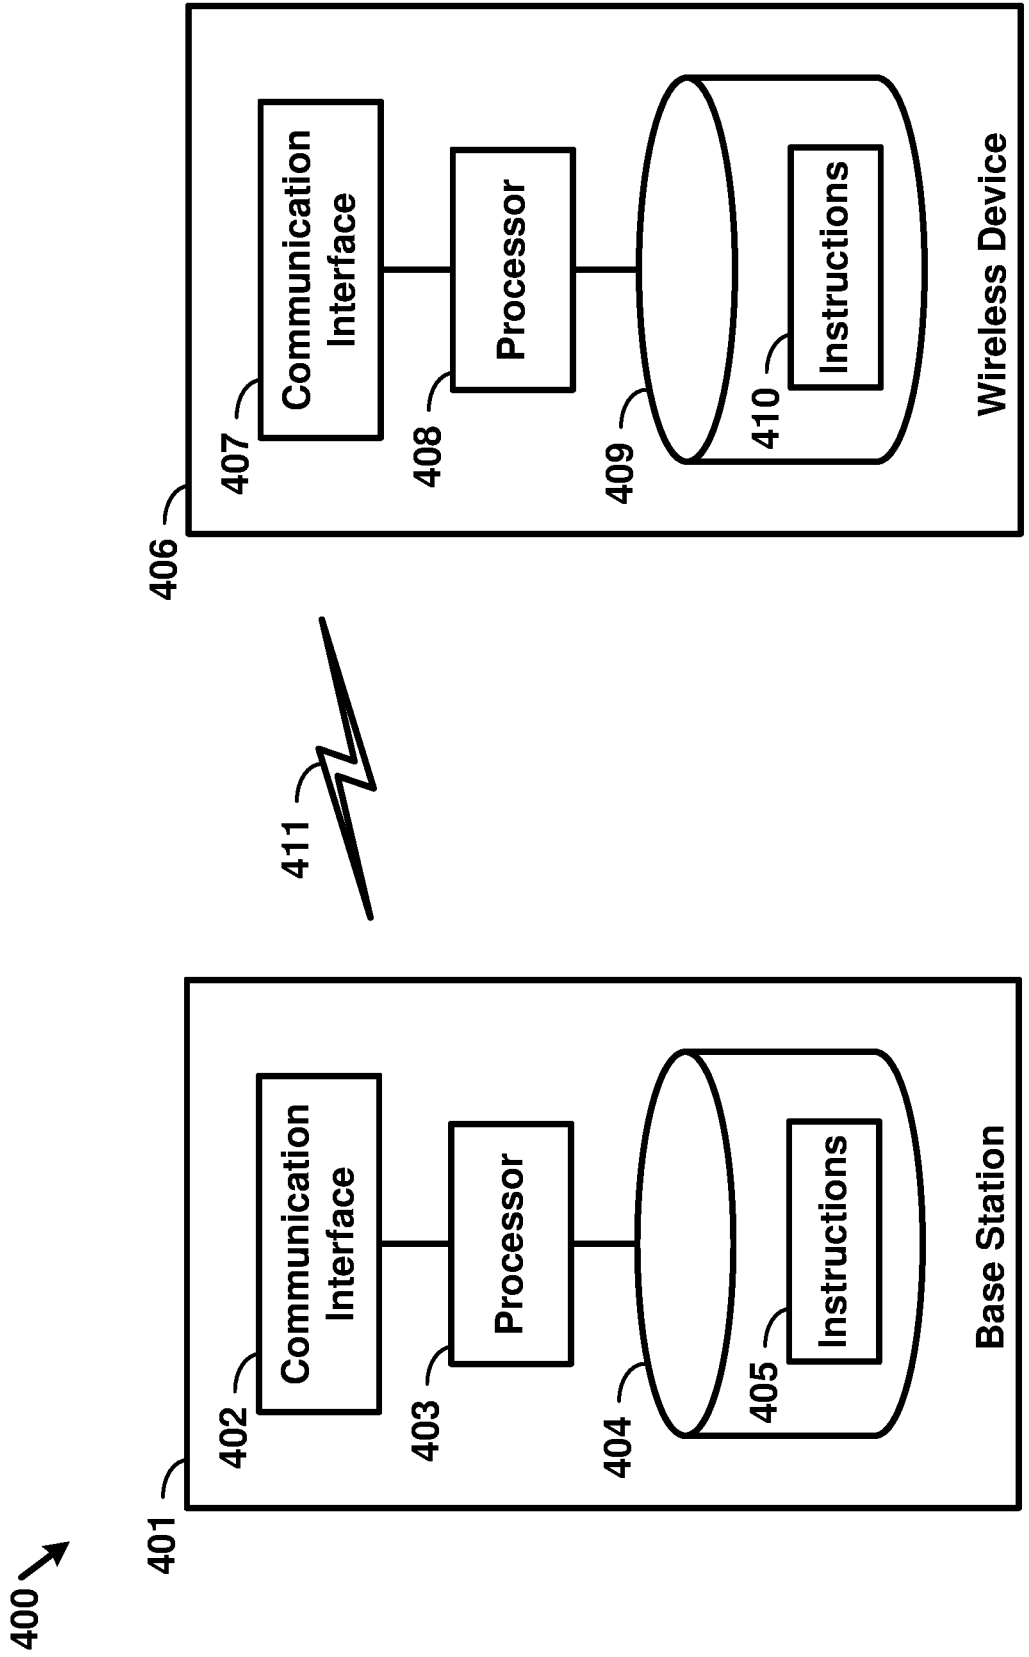 400
401
402
Communication
Interface
403
Processor
404
405
Instructions
Base Station
411
406
407
Communication
Interface
408
Processor
409
410
Instructions
Wireless Device